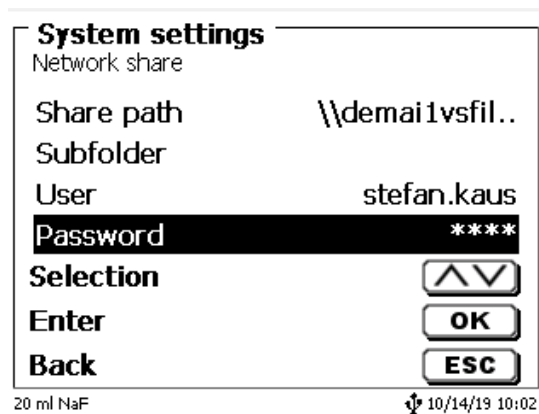 System settings
Network share
Share path \\demai1vsfil..
Subfolder
User stefan.kaus
Password ****
Selection
Enter OK
Back ESC
20 ml NaF 10/14/19 10:02